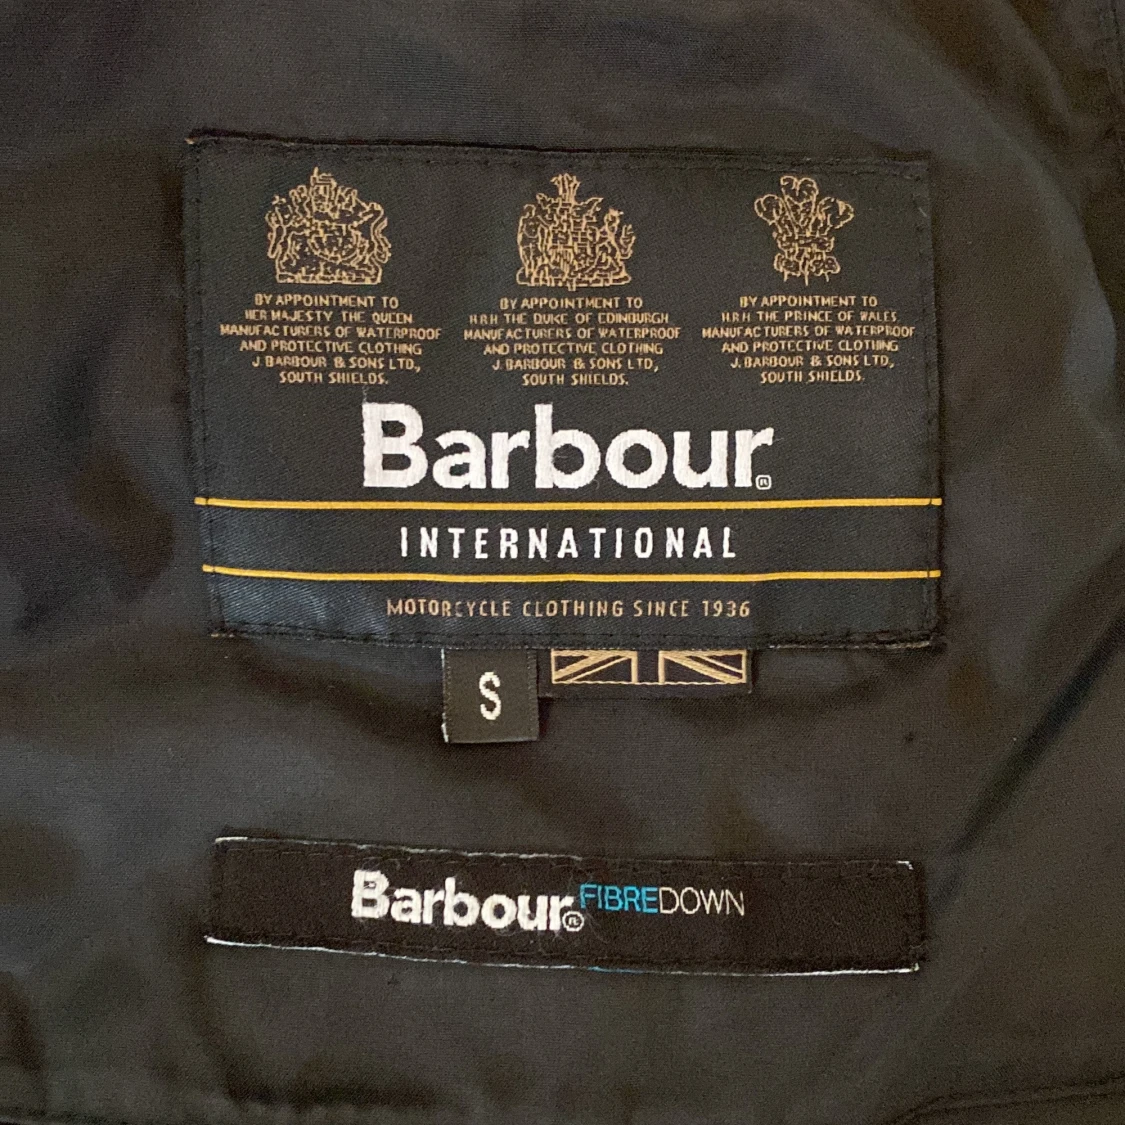 BY APPOINTMENT TO
HER MAJESTY THE QUEEN
MANUFACTURERS OF WATERPROOF
AND PROTECTIVE CLOTHING
J. BARBOUR & SONS LTD,
SOUTH SHIELDS.
BY APPOINTMENT TO
H.R.H THE DUKE OF EDINBURGH
MANUFACTURERS OF WATERPROOF
AND PROTECTIVE CLOTHING
J. BARBOUR & SONS LTD,
SOUTH SHIELDS.
BY APPOINTMENT TO
H.R.H THE PRINCE OF WALES,
MANUFACTURERS OF WATERPROOF
AND PROTECTIVE CLOTHING
J. BARBOUR & SONS LTD,
SOUTH SHIELDS.
Barbour®
INTERNATIONAL
MOTORCYCLE CLOTHING SINCE 1936
S
Barbour® FIBREDOWN